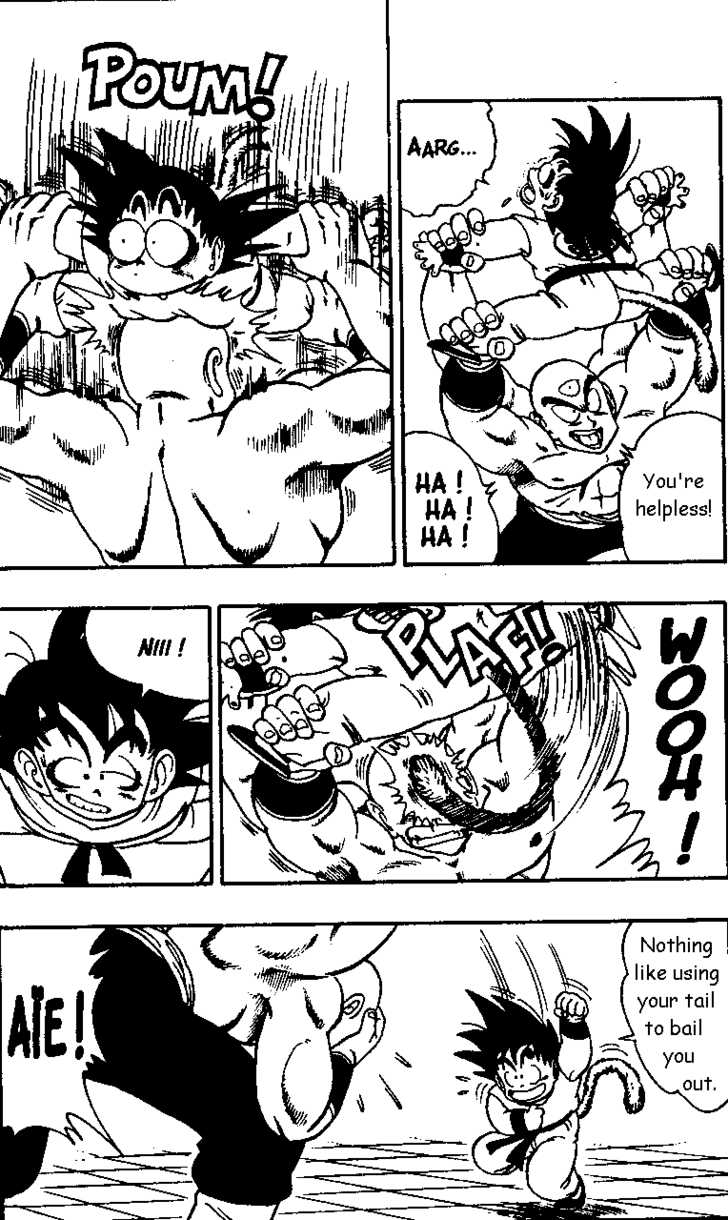 AARG...
HA !
HA !
HA !
You're
helpless!
POUM!
WOOH !
PLAF!
NIII !
Nothing
like using
your tail
to bail
you
out.
AÏE !